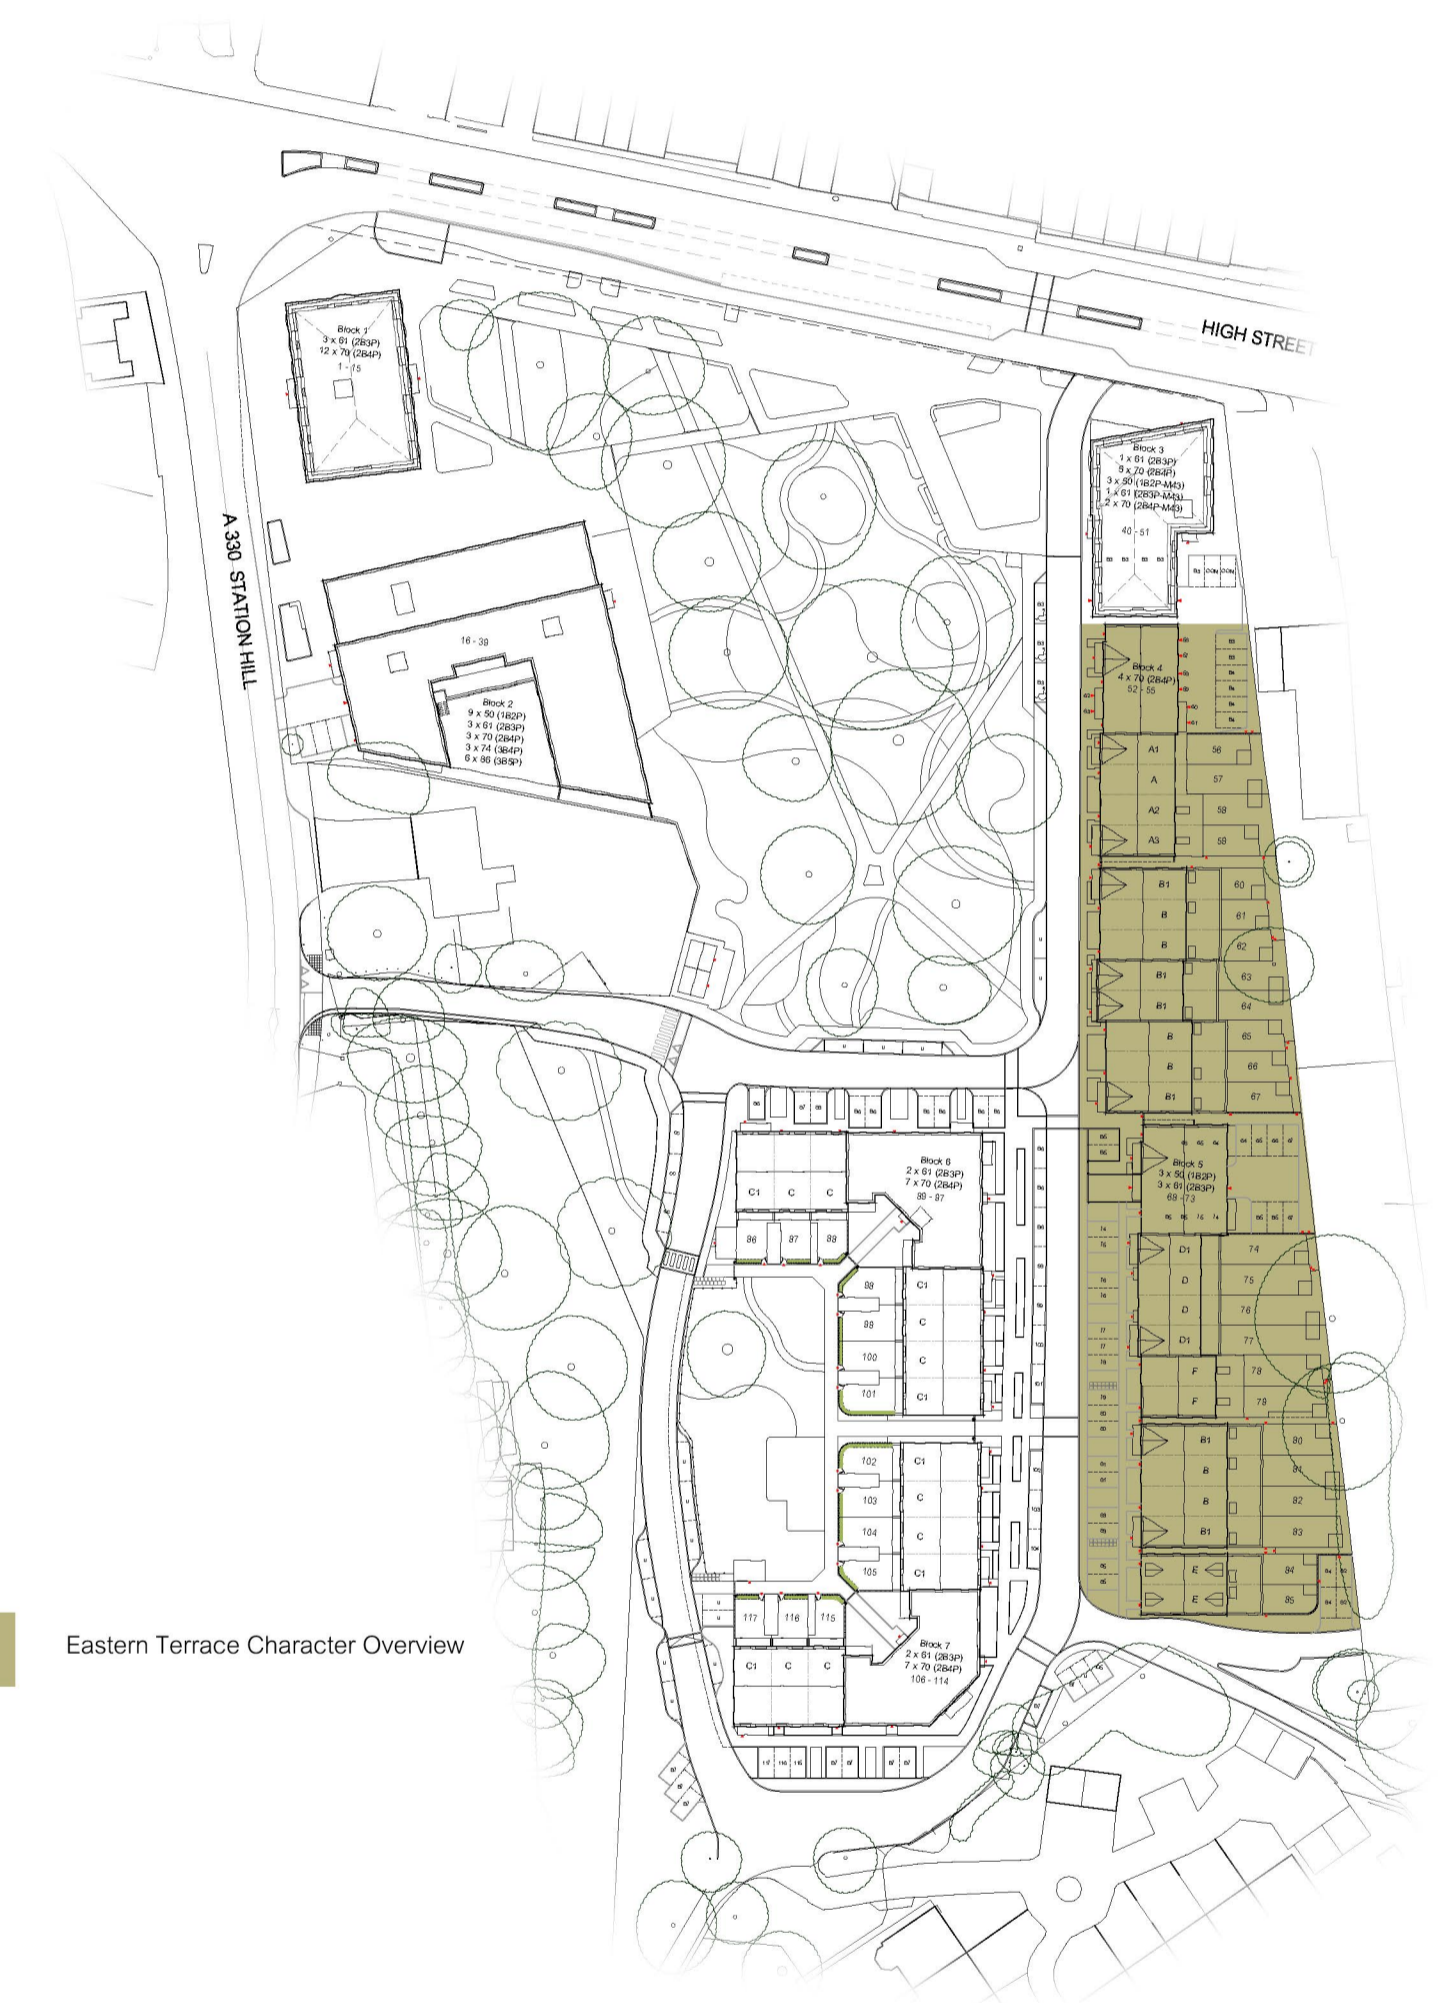 HIGH STREET
Block 1
3 x 61 (2B3P)
12 x 70 (2B4P)
1 - 15
A 330 STATION HILL
Block 3
1 x 61 (2B3P)
5 x 70 (2B4P)
3 x 50 (1B2P-M43)
1 x 61 (2B3P-M43)
2 x 70 (2B4P-M43)
40 - 51
16 - 39
Block 2
9 x 50 (1B2P)
3 x 61 (2B3P)
3 x 70 (2B4P)
3 x 74 (3B4P)
6 x 86 (3B5P)
Block 4
4 x 70 (2B4P)
52 - 55
A1 56
A 57
A2 58
A3 59
B1 60
B 61
B 62
B1 63
B1 64
B 65
B 66
B1 67
Block 5
3 x 50 (1B2P)
3 x 61 (2B3P)
68 - 73
D1 74
D 75
D 76
D1 77
F 78
F 79
B1 80
B 81
B 82
B1 83
E 84
E 85
Block 6
2 x 61 (2B3P)
7 x 70 (2B4P)
89 - 97
C1 C C
86 87 88
98 C1
99 C
100 C
101 C1
102 C1
103 C
104 C
105 C1
117 116 115
C1 C C
Block 7
2 x 61 (2B3P)
7 x 70 (2B4P)
106 - 114
Eastern Terrace Character Overview